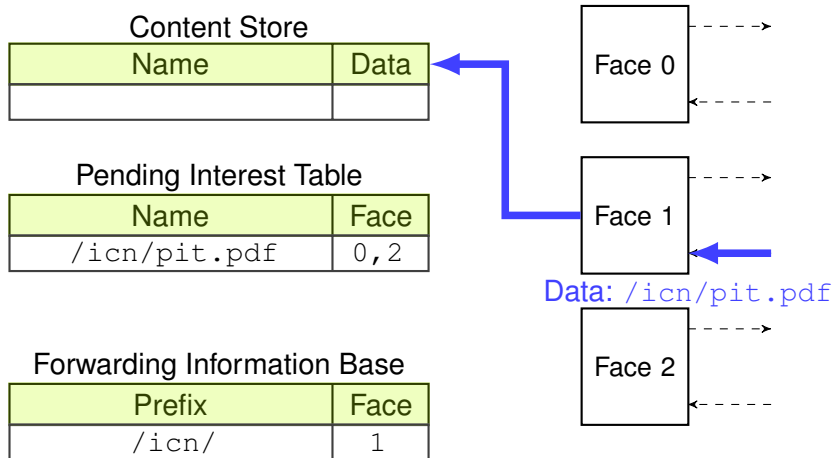 Content Store
Name Data
Pending Interest Table
Name Face
/icn/pit.pdf 0,2
Forwarding Information Base
Prefix Face
/icn/ 1
Face 0
Face 1
Data: /icn/pit.pdf
Face 2